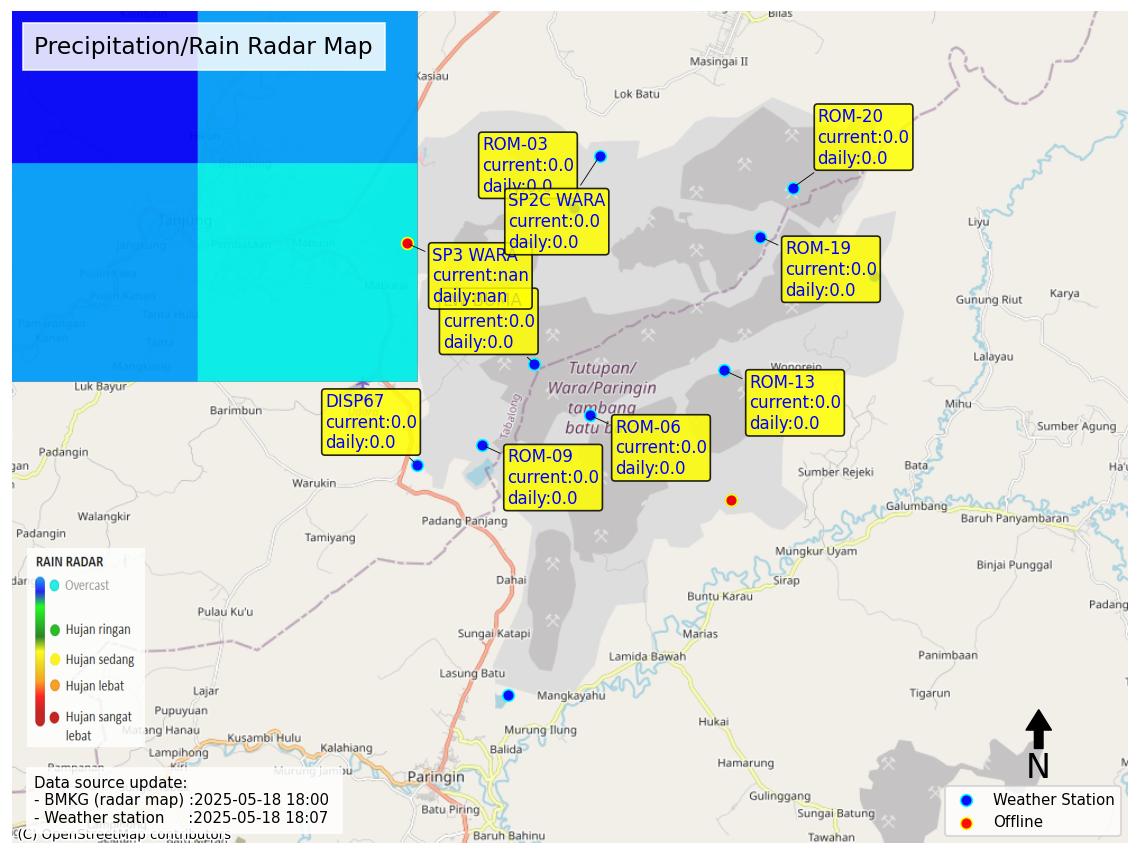 Precipitation/Rain Radar Map
Bilas
Masingai II
Kasiau
Lok Batu
ROM-20
current:0.0
daily:0.0
ROM-03
current:0.0
daily:0.0
SP2C WARA
current:0.0
daily:0.0
Tanjung
Liyu
ROM-19
current:0.0
daily:0.0
SP3 WARA
current:nan
daily:nan
current:0.0
daily:0.0
Mabuun
Gunung Riut
Karya
Lalayau
Luk Bayur
Tutupan/
Wara/Paringin
tambang
batu b
Wonorejo
ROM-13
current:0.0
daily:0.0
Tabalong
DISP67
current:0.0
daily:0.0
Barimbun
Mihu
ROM-06
current:0.0
daily:0.0
Sumber Agung
Padangin
ROM-09
current:0.0
daily:0.0
gan
Bata
Ha'u
Sumber Rejeki
Warukin
Galumbang
Walangkir
Padang Panjang
Baruh Panyambaran
Padangin
Tamiyang
Mungkur Uyam
Binjai Punggal
RAIN RADAR
Overcast
Hujan ringan
Hujan sedang
Hujan lebat
Hujan sangat
lebat
Dahai
Sirap
Buntu Karau
Padang
Pulau Ku'u
Sungai Katapi
Marias
Lamida Bawah
Panimbaan
Lasung Batu
Lajar
Mangkayahu
Tigarun
Pupuyuan
Hukai
Matang Hanau
Kusambi Hulu
Murung Ilung
Lampihong
Kalahiang
Balida
Hamarung
N
Pampanan
Murung Jambu
Paringin
Data source update:
- BMKG (radar map) :2025-05-18 18:00
- Weather station :2025-05-18 18:07
Gulinggang
Weather Station
Offline
Batu Piring
Sungai Batung
(C) OpenStreetMap contributors
Baruh Bahinu
Tawahan